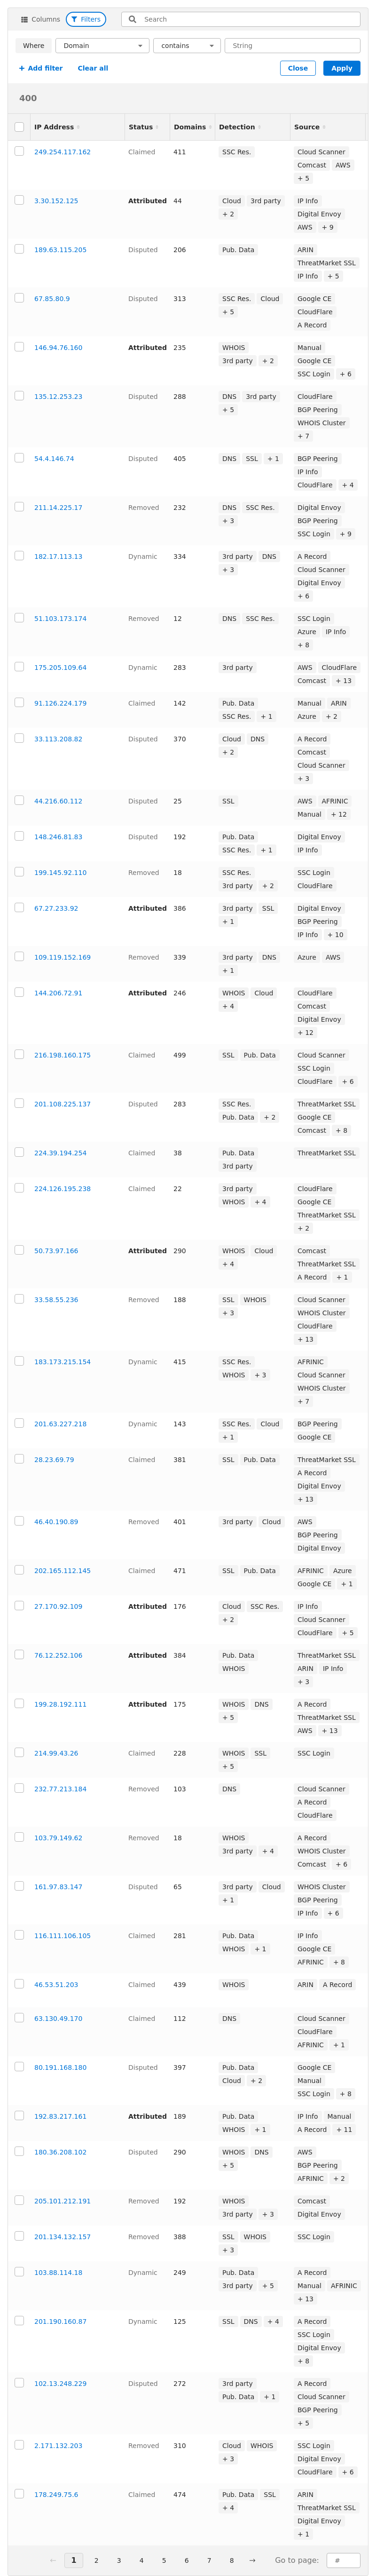 Columns Filters Search
Where Domain contains String
+ Add filter Clear all Close Apply
400
IP Address Status Domains Detection Source
249.254.117.162 Claimed 411 SSC Res. Cloud Scanner
Comcast AWS
+ 5
3.30.152.125 Attributed 44 Cloud 3rd party IP Info
+ 2 Digital Envoy
AWS + 9
189.63.115.205 Disputed 206 Pub. Data ARIN
ThreatMarket SSL
IP Info + 5
67.85.80.9 Disputed 313 SSC Res. Cloud Google CE
+ 5 CloudFlare
A Record
146.94.76.160 Attributed 235 WHOIS Manual
3rd party + 2 Google CE
SSC Login + 6
135.12.253.23 Disputed 288 DNS 3rd party CloudFlare
+ 5 BGP Peering
WHOIS Cluster
+ 7
54.4.146.74 Disputed 405 DNS SSL + 1 BGP Peering
IP Info
CloudFlare + 4
211.14.225.17 Removed 232 DNS SSC Res. Digital Envoy
+ 3 BGP Peering
SSC Login + 9
182.17.113.13 Dynamic 334 3rd party DNS A Record
+ 3 Cloud Scanner
Digital Envoy
+ 6
51.103.173.174 Removed 12 DNS SSC Res. SSC Login
Azure IP Info
+ 8
175.205.109.64 Dynamic 283 3rd party AWS CloudFlare
Comcast + 13
91.126.224.179 Claimed 142 Pub. Data Manual ARIN
SSC Res. + 1 Azure + 2
33.113.208.82 Disputed 370 Cloud DNS A Record
+ 2 Comcast
Cloud Scanner
+ 3
44.216.60.112 Disputed 25 SSL AWS AFRINIC
Manual + 12
148.246.81.83 Disputed 192 Pub. Data Digital Envoy
SSC Res. + 1 IP Info
199.145.92.110 Removed 18 SSC Res. SSC Login
3rd party + 2 CloudFlare
67.27.233.92 Attributed 386 3rd party SSL Digital Envoy
+ 1 BGP Peering
IP Info + 10
109.119.152.169 Removed 339 3rd party DNS Azure AWS
+ 1
144.206.72.91 Attributed 246 WHOIS Cloud CloudFlare
+ 4 Comcast
Digital Envoy
+ 12
216.198.160.175 Claimed 499 SSL Pub. Data Cloud Scanner
SSC Login
CloudFlare + 6
201.108.225.137 Disputed 283 SSC Res. ThreatMarket SSL
Pub. Data + 2 Google CE
Comcast + 8
224.39.194.254 Claimed 38 Pub. Data ThreatMarket SSL
3rd party
224.126.195.238 Claimed 22 3rd party CloudFlare
WHOIS + 4 Google CE
ThreatMarket SSL
+ 2
50.73.97.166 Attributed 290 WHOIS Cloud Comcast
+ 4 ThreatMarket SSL
A Record + 1
33.58.55.236 Removed 188 SSL WHOIS Cloud Scanner
+ 3 WHOIS Cluster
CloudFlare
+ 13
183.173.215.154 Dynamic 415 SSC Res. AFRINIC
WHOIS + 3 Cloud Scanner
WHOIS Cluster
+ 7
201.63.227.218 Dynamic 143 SSC Res. Cloud BGP Peering
+ 1 Google CE
28.23.69.79 Claimed 381 SSL Pub. Data ThreatMarket SSL
A Record
Digital Envoy
+ 13
46.40.190.89 Removed 401 3rd party Cloud AWS
BGP Peering
Digital Envoy
202.165.112.145 Claimed 471 SSL Pub. Data AFRINIC Azure
Google CE + 1
27.170.92.109 Attributed 176 Cloud SSC Res. IP Info
+ 2 Cloud Scanner
CloudFlare + 5
76.12.252.106 Attributed 384 Pub. Data ThreatMarket SSL
WHOIS ARIN IP Info
+ 3
199.28.192.111 Attributed 175 WHOIS DNS A Record
+ 5 ThreatMarket SSL
AWS + 13
214.99.43.26 Claimed 228 WHOIS SSL SSC Login
+ 5
232.77.213.184 Removed 103 DNS Cloud Scanner
A Record
CloudFlare
103.79.149.62 Removed 18 WHOIS A Record
3rd party + 4 WHOIS Cluster
Comcast + 6
161.97.83.147 Disputed 65 3rd party Cloud WHOIS Cluster
+ 1 BGP Peering
IP Info + 6
116.111.106.105 Claimed 281 Pub. Data IP Info
WHOIS + 1 Google CE
AFRINIC + 8
46.53.51.203 Claimed 439 WHOIS ARIN A Record
63.130.49.170 Claimed 112 DNS Cloud Scanner
CloudFlare
AFRINIC + 1
80.191.168.180 Disputed 397 Pub. Data Google CE
Cloud + 2 Manual
SSC Login + 8
192.83.217.161 Attributed 189 Pub. Data IP Info Manual
WHOIS + 1 A Record + 11
180.36.208.102 Disputed 290 WHOIS DNS AWS
+ 5 BGP Peering
AFRINIC + 2
205.101.212.191 Removed 192 WHOIS Comcast
3rd party + 3 Digital Envoy
201.134.132.157 Removed 388 SSL WHOIS SSC Login
+ 3
103.88.114.18 Dynamic 249 Pub. Data A Record
3rd party + 5 Manual AFRINIC
+ 13
201.190.160.87 Dynamic 125 SSL DNS + 4 A Record
SSC Login
Digital Envoy
+ 8
102.13.248.229 Disputed 272 3rd party A Record
Pub. Data + 1 Cloud Scanner
BGP Peering
+ 5
2.171.132.203 Removed 310 Cloud WHOIS SSC Login
+ 3 Digital Envoy
CloudFlare + 6
178.249.75.6 Claimed 474 Pub. Data SSL ARIN
+ 4 ThreatMarket SSL
Digital Envoy
+ 1
← 1 2 3 4 5 6 7 8 → Go to page: #